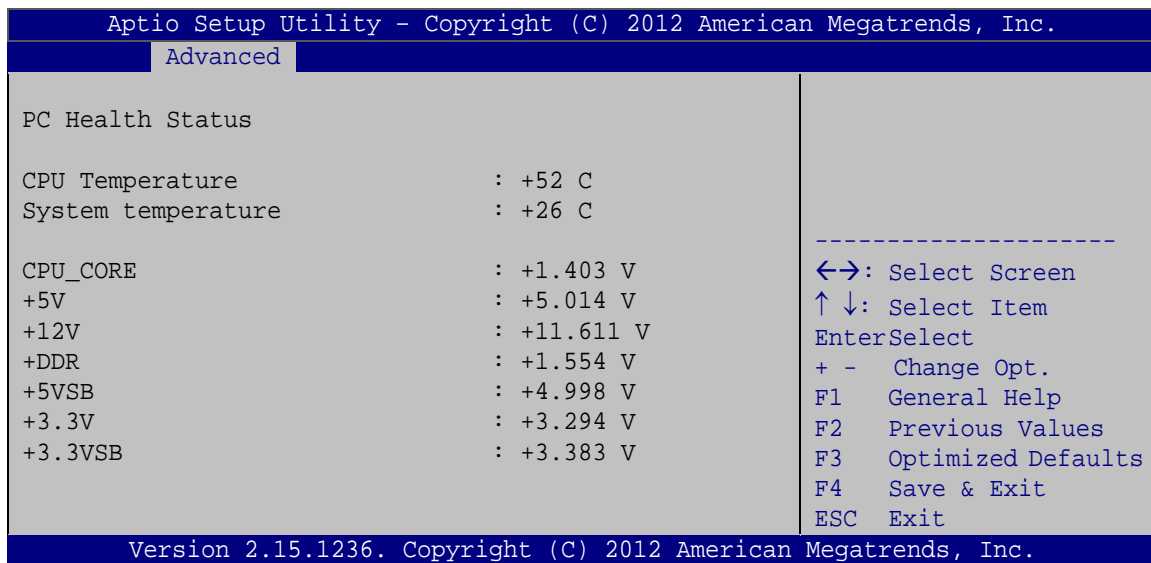 Aptio Setup Utility – Copyright (C) 2012 American Megatrends, Inc.
Advanced
PC Health Status
CPU Temperature : +52 C
System temperature : +26 C
CPU_CORE : +1.403 V
+5V : +5.014 V
+12V : +11.611 V
+DDR : +1.554 V
+5VSB : +4.998 V
+3.3V : +3.294 V
+3.3VSB : +3.383 V
---------------------
←→: Select Screen
↑ ↓: Select Item
EnterSelect
+ - Change Opt.
F1 General Help
F2 Previous Values
F3 Optimized Defaults
F4 Save & Exit
ESC Exit
Version 2.15.1236. Copyright (C) 2012 American Megatrends, Inc.